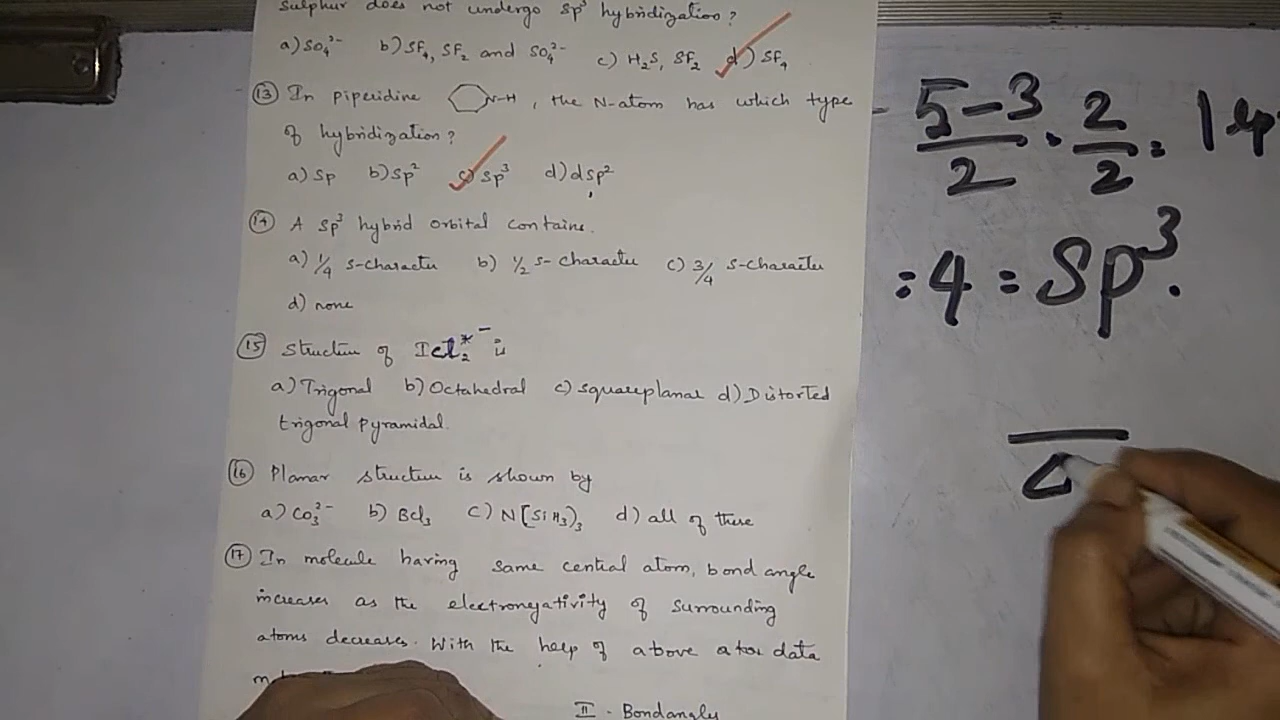 Sulphur does not undergo Sp³ hybridization?
a) SO₄²⁻ b) SF₄, SF₂ and SO₄²⁻ c) H₂S, SF₂ d) SF₄
13) In piperidine N-H, the N-atom has which type
of hybridization?
a) Sp b) Sp² c) Sp³ d) dSp²
14) A Sp³ hybrid orbital contains.
a) 1/4 s-character b) 1/2 s-character c) 3/4 s-character
d) none
15) Structure of ICl₂⁻ is
a) Trigonal b) Octahedral c) squareplanar d) Distorted
trigonal pyramidal.
16) Planar structure is shown by
a) CO₃²⁻ b) BCl₃ c) N[SiH₃]₃ d) all of these
17) In molecule having same central atom, bond angle
increases as the electronegativity of surrounding
atoms decreases. With the help of above data
II - Bondangles
5-3/2 = 2/2 = 1 lp
= 4 = Sp³.